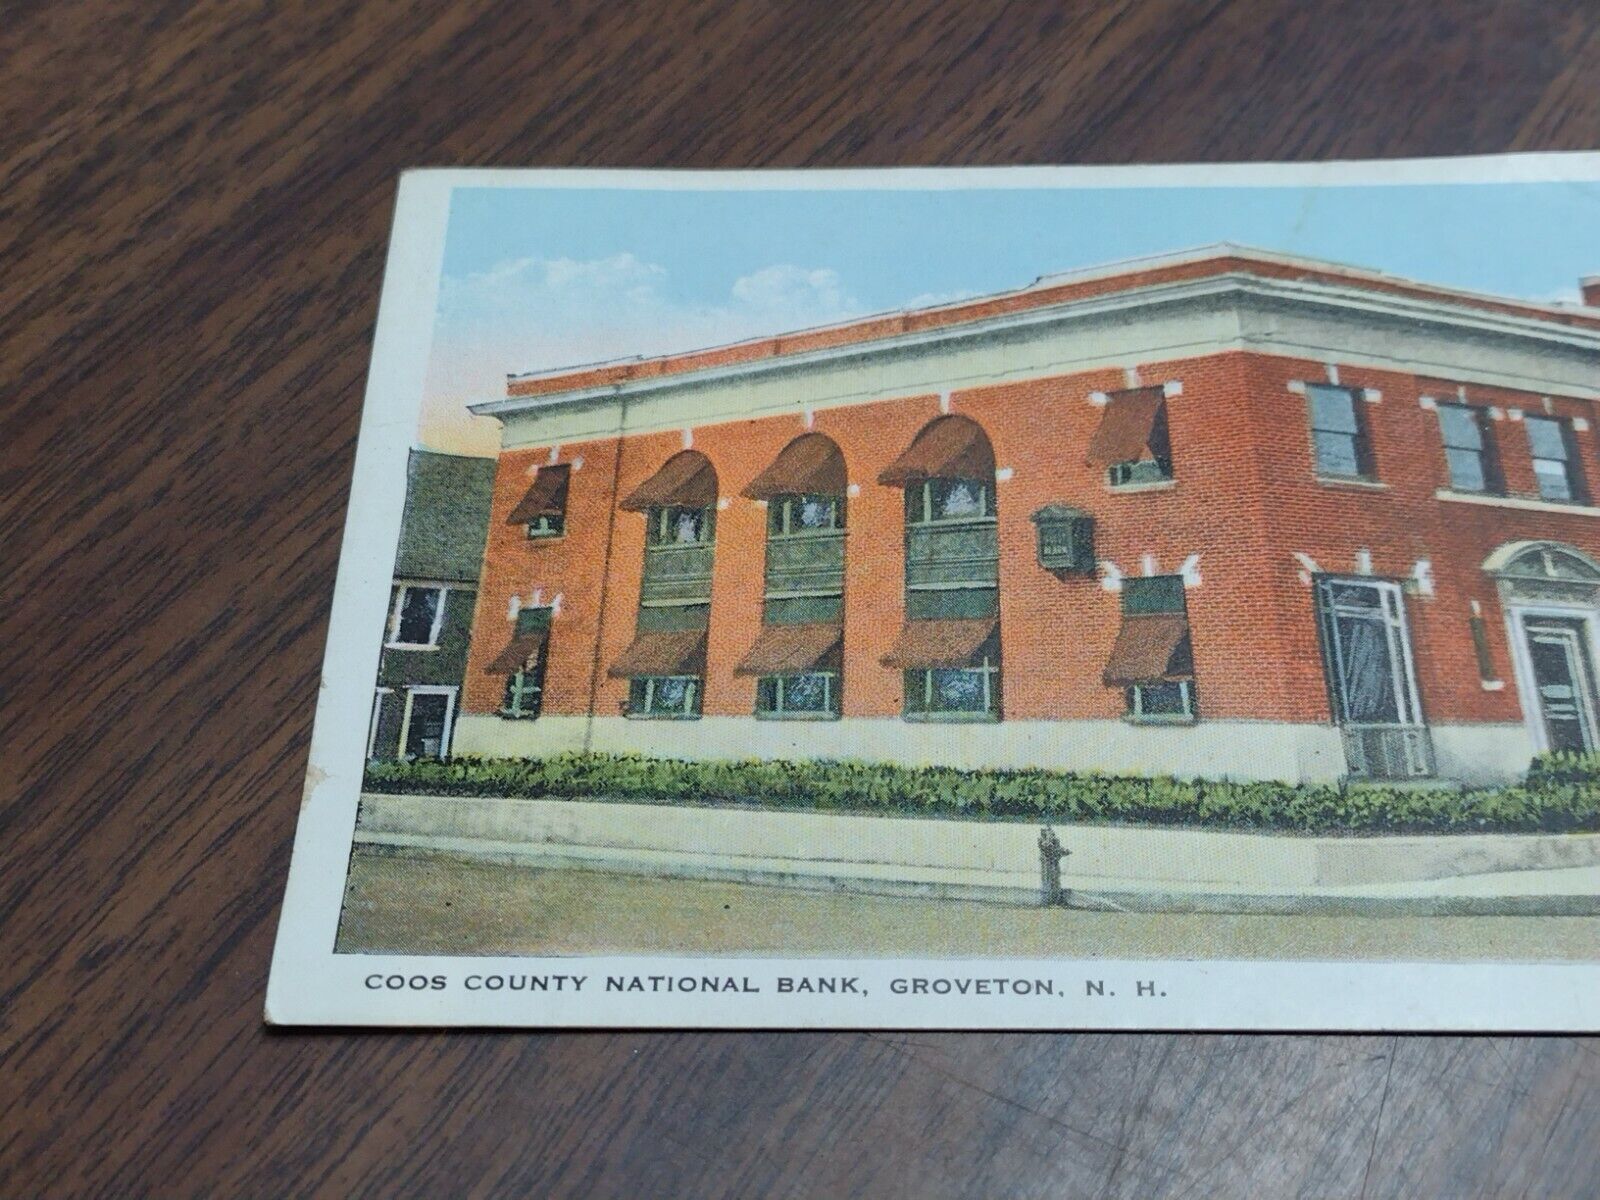 COOS COUNTY NATIONAL BANK, GROVETON, N. H.